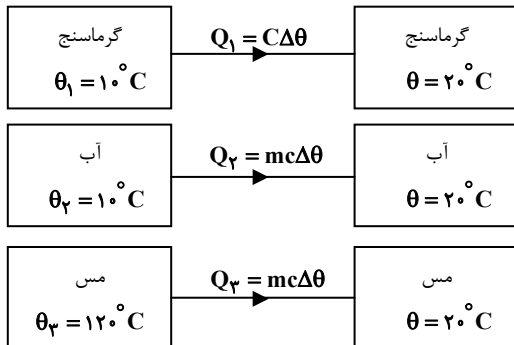 گرماسنج
θ₁ = ۱۰°C
Q₁ = CΔθ
گرماسنج
θ = ۲۰°C
آب
θ₂ = ۱۰°C
Q₂ = mcΔθ
آب
θ = ۲۰°C
مس
θ₃ = ۱۲۰°C
Q₃ = mcΔθ
مس
θ = ۲۰°C